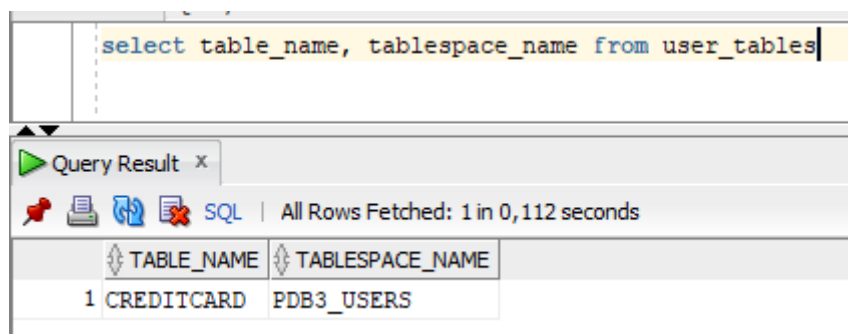 select table_name, tablespace_name from user_tables
Query Result x
SQL | All Rows Fetched: 1 in 0,112 seconds
TABLE_NAME TABLESPACE_NAME
1 CREDITCARD PDB3_USERS